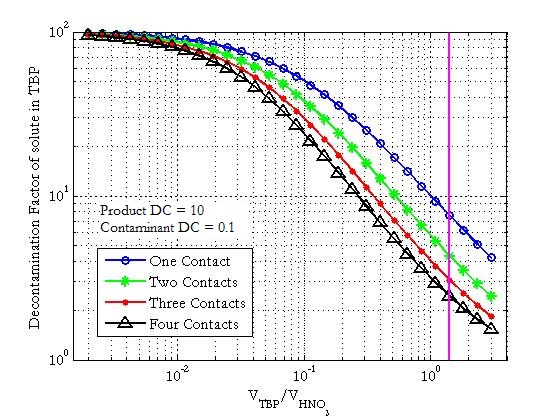 Decontamination Factor of solute in TBP
10²
10¹
10⁰
Product DC = 10
Contaminant DC = 0.1
One Contact
Two Contacts
Three Contacts
Four Contacts
10⁻² 10⁻¹ 10⁰
V_TBP/V_HNO₃